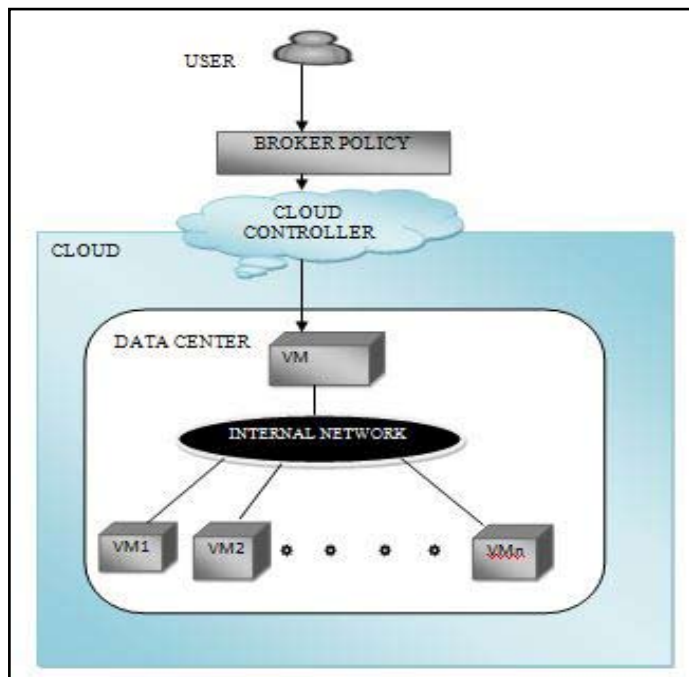 USER
BROKER POLICY
CLOUD
CONTROLLER
CLOUD
DATA CENTER
VM
INTERNAL NETWORK
VM1
VM2
VMn